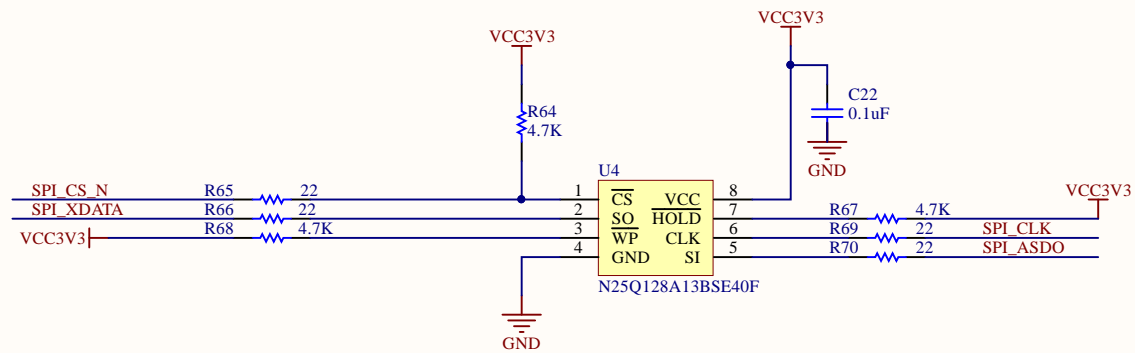 VCC3V3
VCC3V3
R64
4.7K
C22
0.1uF
GND
U4
SPI_CS_N R65 22 1 CS VCC 8 VCC3V3
SPI_XDATA R66 22 2 SO HOLD 7 R67 4.7K
VCC3V3 R68 4.7K 3 WP CLK 6 R69 22 SPI_CLK
4 GND SI 5 R70 22 SPI_ASDO
N25Q128A13BSE40F
GND